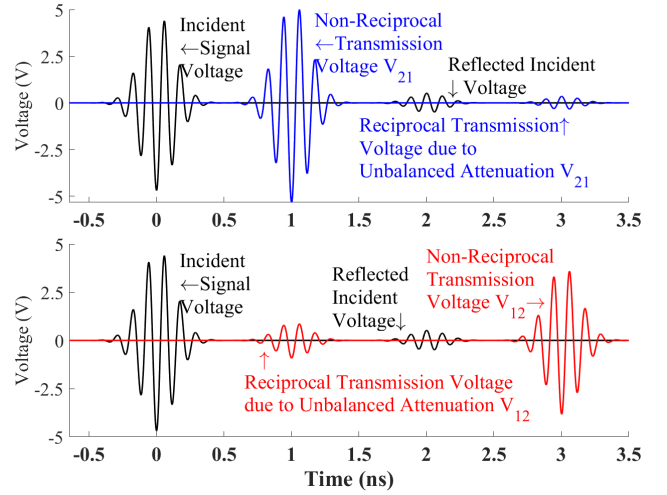 5
2.5
0
-2.5
-5
Voltage (V)
Incident
←Signal
Voltage
Non-Reciprocal
←Transmission
Voltage V21
Reflected Incident
↓ Voltage
Reciprocal Transmission↑
Voltage due to
Unbalanced Attenuation V21
-0.5 0 0.5 1 1.5 2 2.5 3 3.5
5
2.5
0
-2.5
-5
Voltage (V)
Incident
←Signal
Voltage
Reflected
Incident
Voltage↓
Non-Reciprocal
Transmission
Voltage V12→
↑
Reciprocal Transmission Voltage
due to Unbalanced Attenuation V12
-0.5 0 0.5 1 1.5 2 2.5 3 3.5
Time (ns)